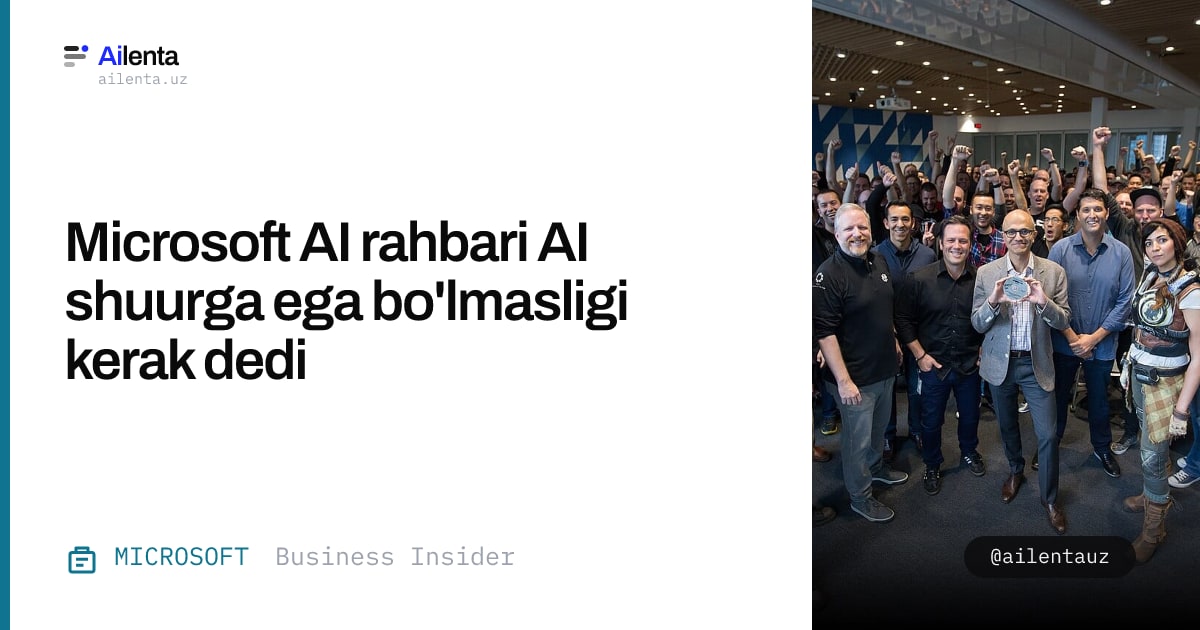 Ailenta
ailenta.uz
Microsoft AI rahbari AI
shuurga ega bo'lmasligi
kerak dedi
MICROSOFT Business Insider
@ailentauz